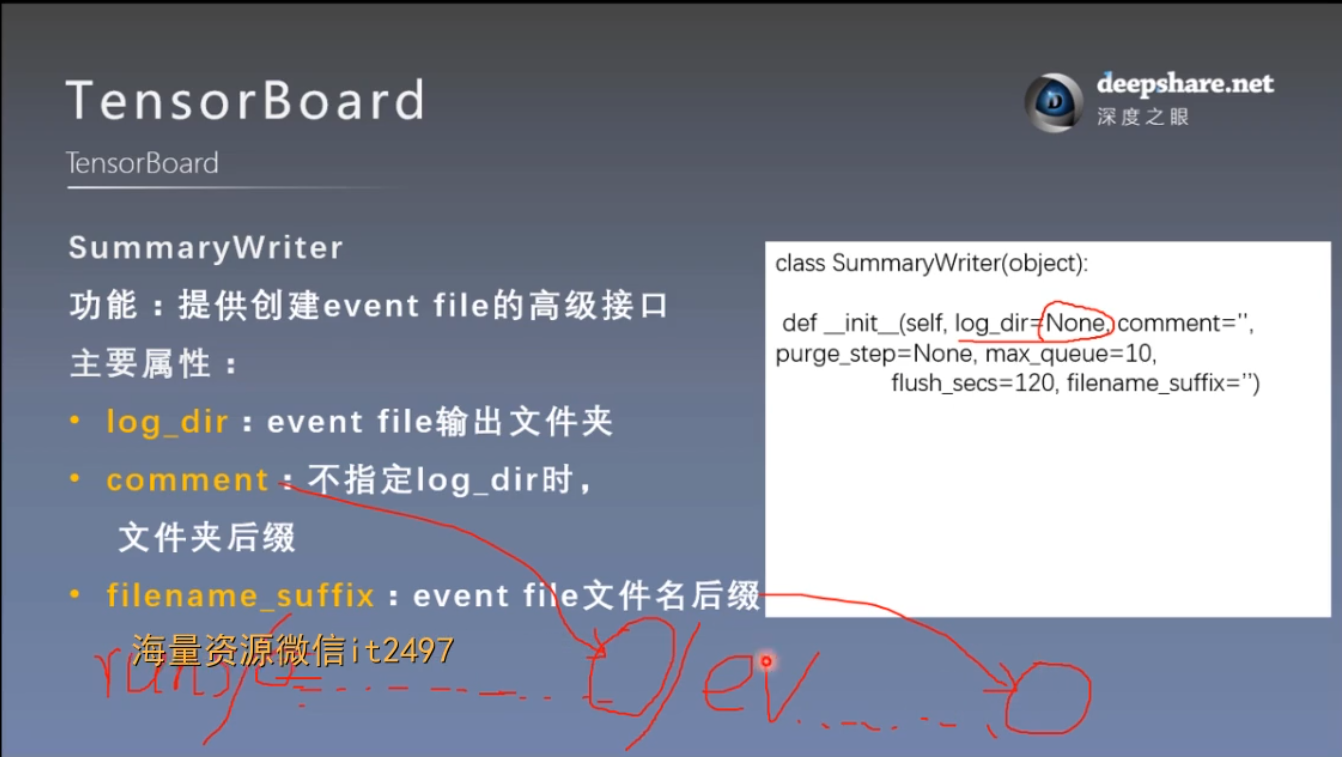 TensorBoard
deepshare.net
深度之眼
TensorBoard
SummaryWriter
功能：提供创建event file的高级接口
主要属性：
• log_dir：event file输出文件夹
• comment：不指定log_dir时，
文件夹后缀
• filename_suffix：event file文件名后缀
class SummaryWriter(object):
def __init__(self, log_dir=None, comment='',
purge_step=None, max_queue=10,
flush_secs=120, filename_suffix='')
海量资源微信it2497
runs/
/ev